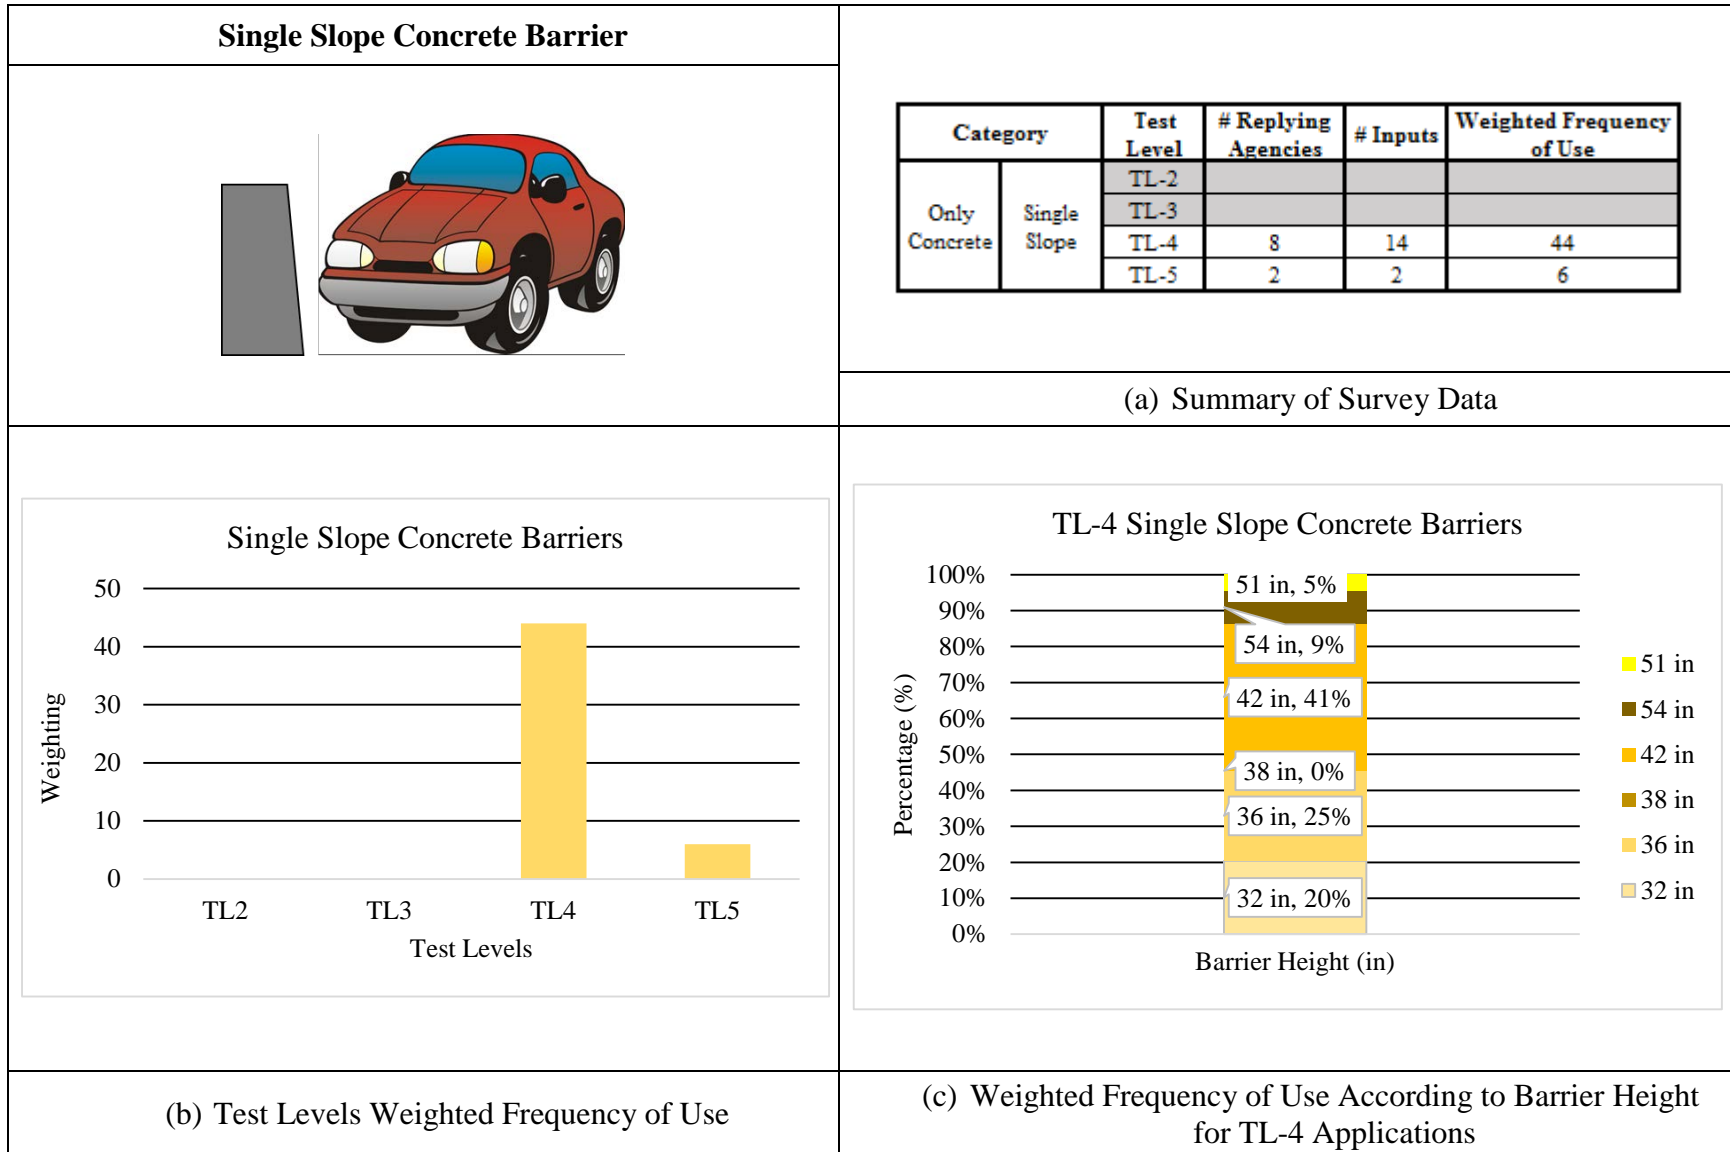 Single Slope Concrete Barrier
Category
Test Level
# Replying Agencies
# Inputs
Weighted Frequency of Use
Only Concrete
Single Slope
TL-2
TL-3
TL-4 8 14 44
TL-5 2 2 6
(a) Summary of Survey Data
Single Slope Concrete Barriers
50
40
30
20
10
0
Weighting
TL2 TL3 TL4 TL5
Test Levels
(b) Test Levels Weighted Frequency of Use
TL-4 Single Slope Concrete Barriers
100%
90%
80%
70%
60%
50%
40%
30%
20%
10%
0%
Percentage (%)
51 in, 5%
54 in, 9%
42 in, 41%
38 in, 0%
36 in, 25%
32 in, 20%
Barrier Height (in)
51 in
54 in
42 in
38 in
36 in
32 in
(c) Weighted Frequency of Use According to Barrier Height
for TL-4 Applications